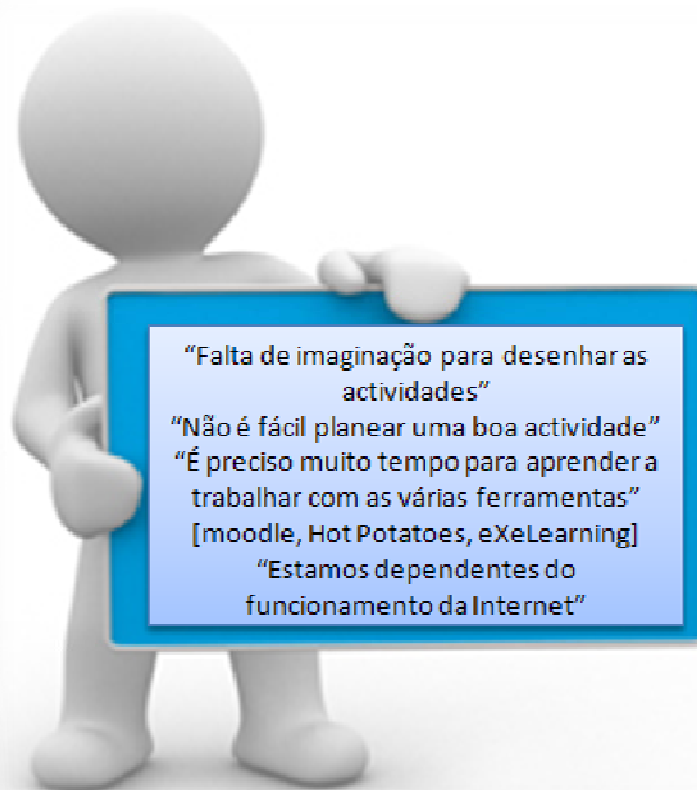 “Falta de imaginação para desenhar as
actividades”
“Não é fácil planear uma boa actividade”
“É preciso muito tempo para aprender a
trabalhar com as várias ferramentas”
[moodle, Hot Potatoes, eXeLearning]
“Estamos dependentes do
funcionamento da Internet”